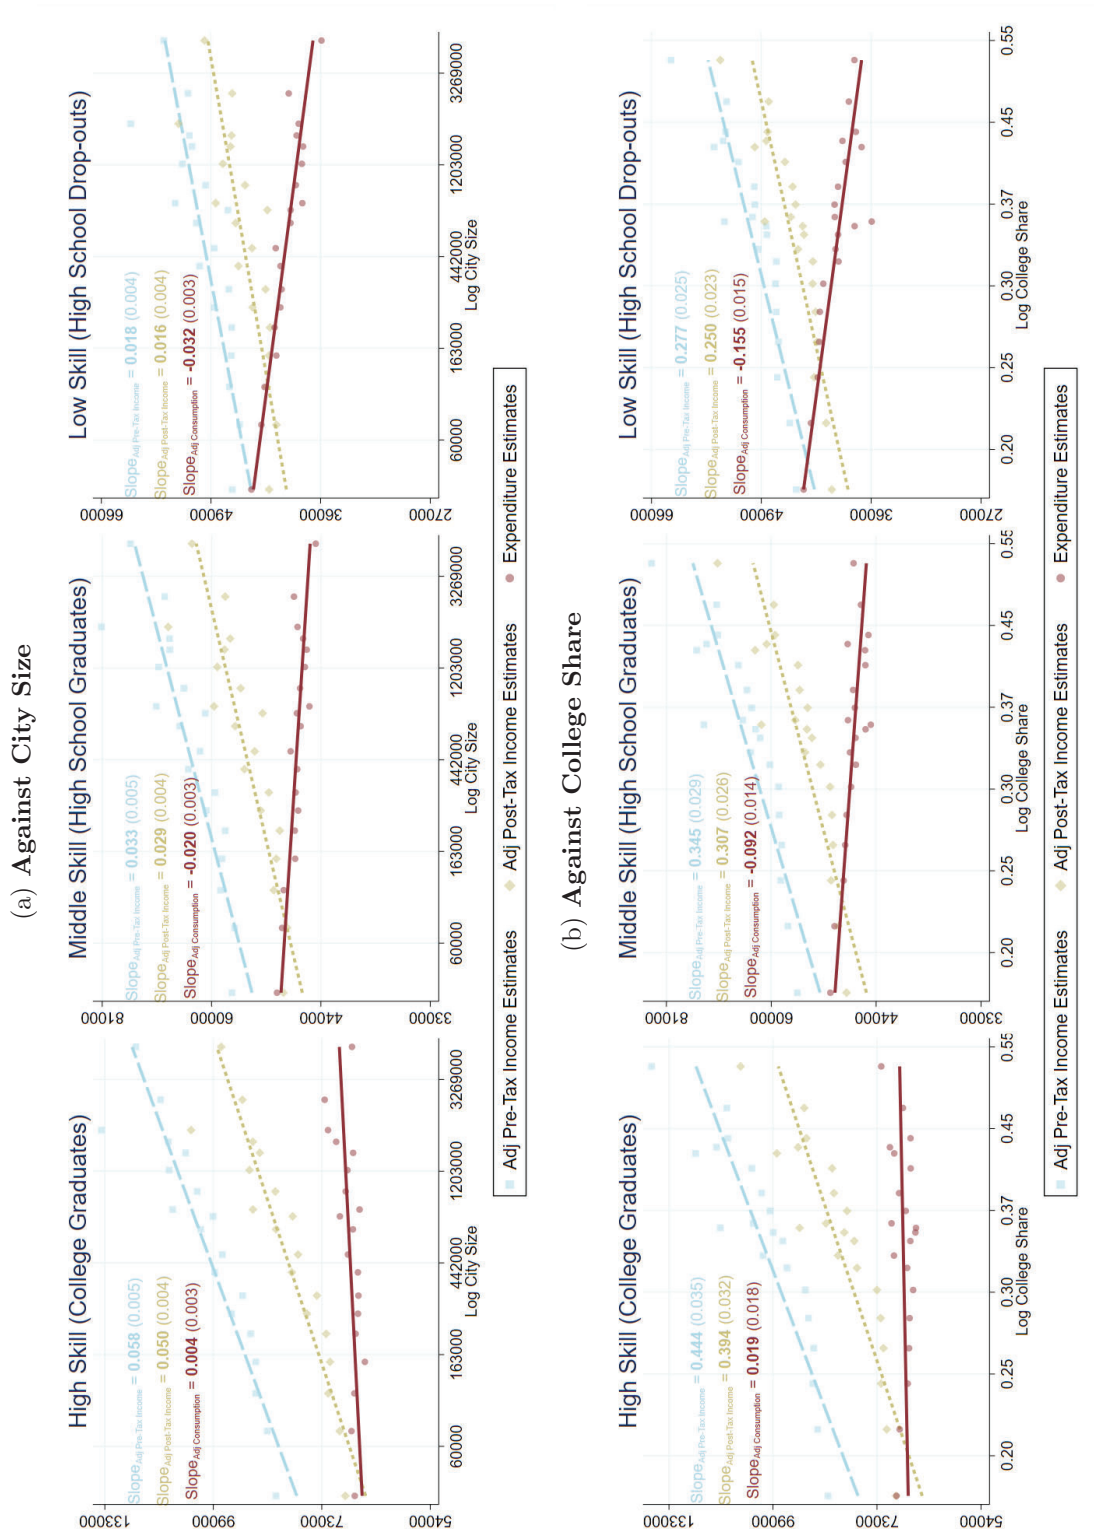 (a) Against City Size
High Skill (College Graduates)
Slope Adj Pre-Tax Income = 0.058 (0.005)
Slope Adj Post-Tax Income = 0.050 (0.004)
Slope Adj Consumption = 0.004 (0.003)
133000
99000
73000
54000
60000 163000 442000 1203000 3269000
Log City Size
Middle Skill (High School Graduates)
Slope Adj Pre-Tax Income = 0.033 (0.005)
Slope Adj Post-Tax Income = 0.029 (0.004)
Slope Adj Consumption = -0.020 (0.003)
81000
60000
44000
33000
60000 163000 442000 1203000 3269000
Log City Size
Low Skill (High School Drop-outs)
Slope Adj Pre-Tax Income = 0.018 (0.004)
Slope Adj Post-Tax Income = 0.016 (0.004)
Slope Adj Consumption = -0.032 (0.003)
66000
49000
36000
27000
60000 163000 442000 1203000 3269000
Log City Size
Adj Pre-Tax Income Estimates Adj Post-Tax Income Estimates Expenditure Estimates
(b) Against College Share
High Skill (College Graduates)
Slope Adj Pre-Tax Income = 0.444 (0.035)
Slope Adj Post-Tax Income = 0.394 (0.032)
Slope Adj Consumption = 0.019 (0.018)
133000
99000
73000
54000
0.20 0.25 0.30 0.37 0.45 0.55
Log College Share
Middle Skill (High School Graduates)
Slope Adj Pre-Tax Income = 0.345 (0.029)
Slope Adj Post-Tax Income = 0.307 (0.026)
Slope Adj Consumption = -0.092 (0.014)
81000
60000
44000
33000
0.20 0.25 0.30 0.37 0.45 0.55
Log College Share
Low Skill (High School Drop-outs)
Slope Adj Pre-Tax Income = 0.277 (0.025)
Slope Adj Post-Tax Income = 0.250 (0.023)
Slope Adj Consumption = -0.155 (0.015)
66000
49000
36000
27000
0.20 0.25 0.30 0.37 0.45 0.55
Log College Share
Adj Pre-Tax Income Estimates Adj Post-Tax Income Estimates Expenditure Estimates